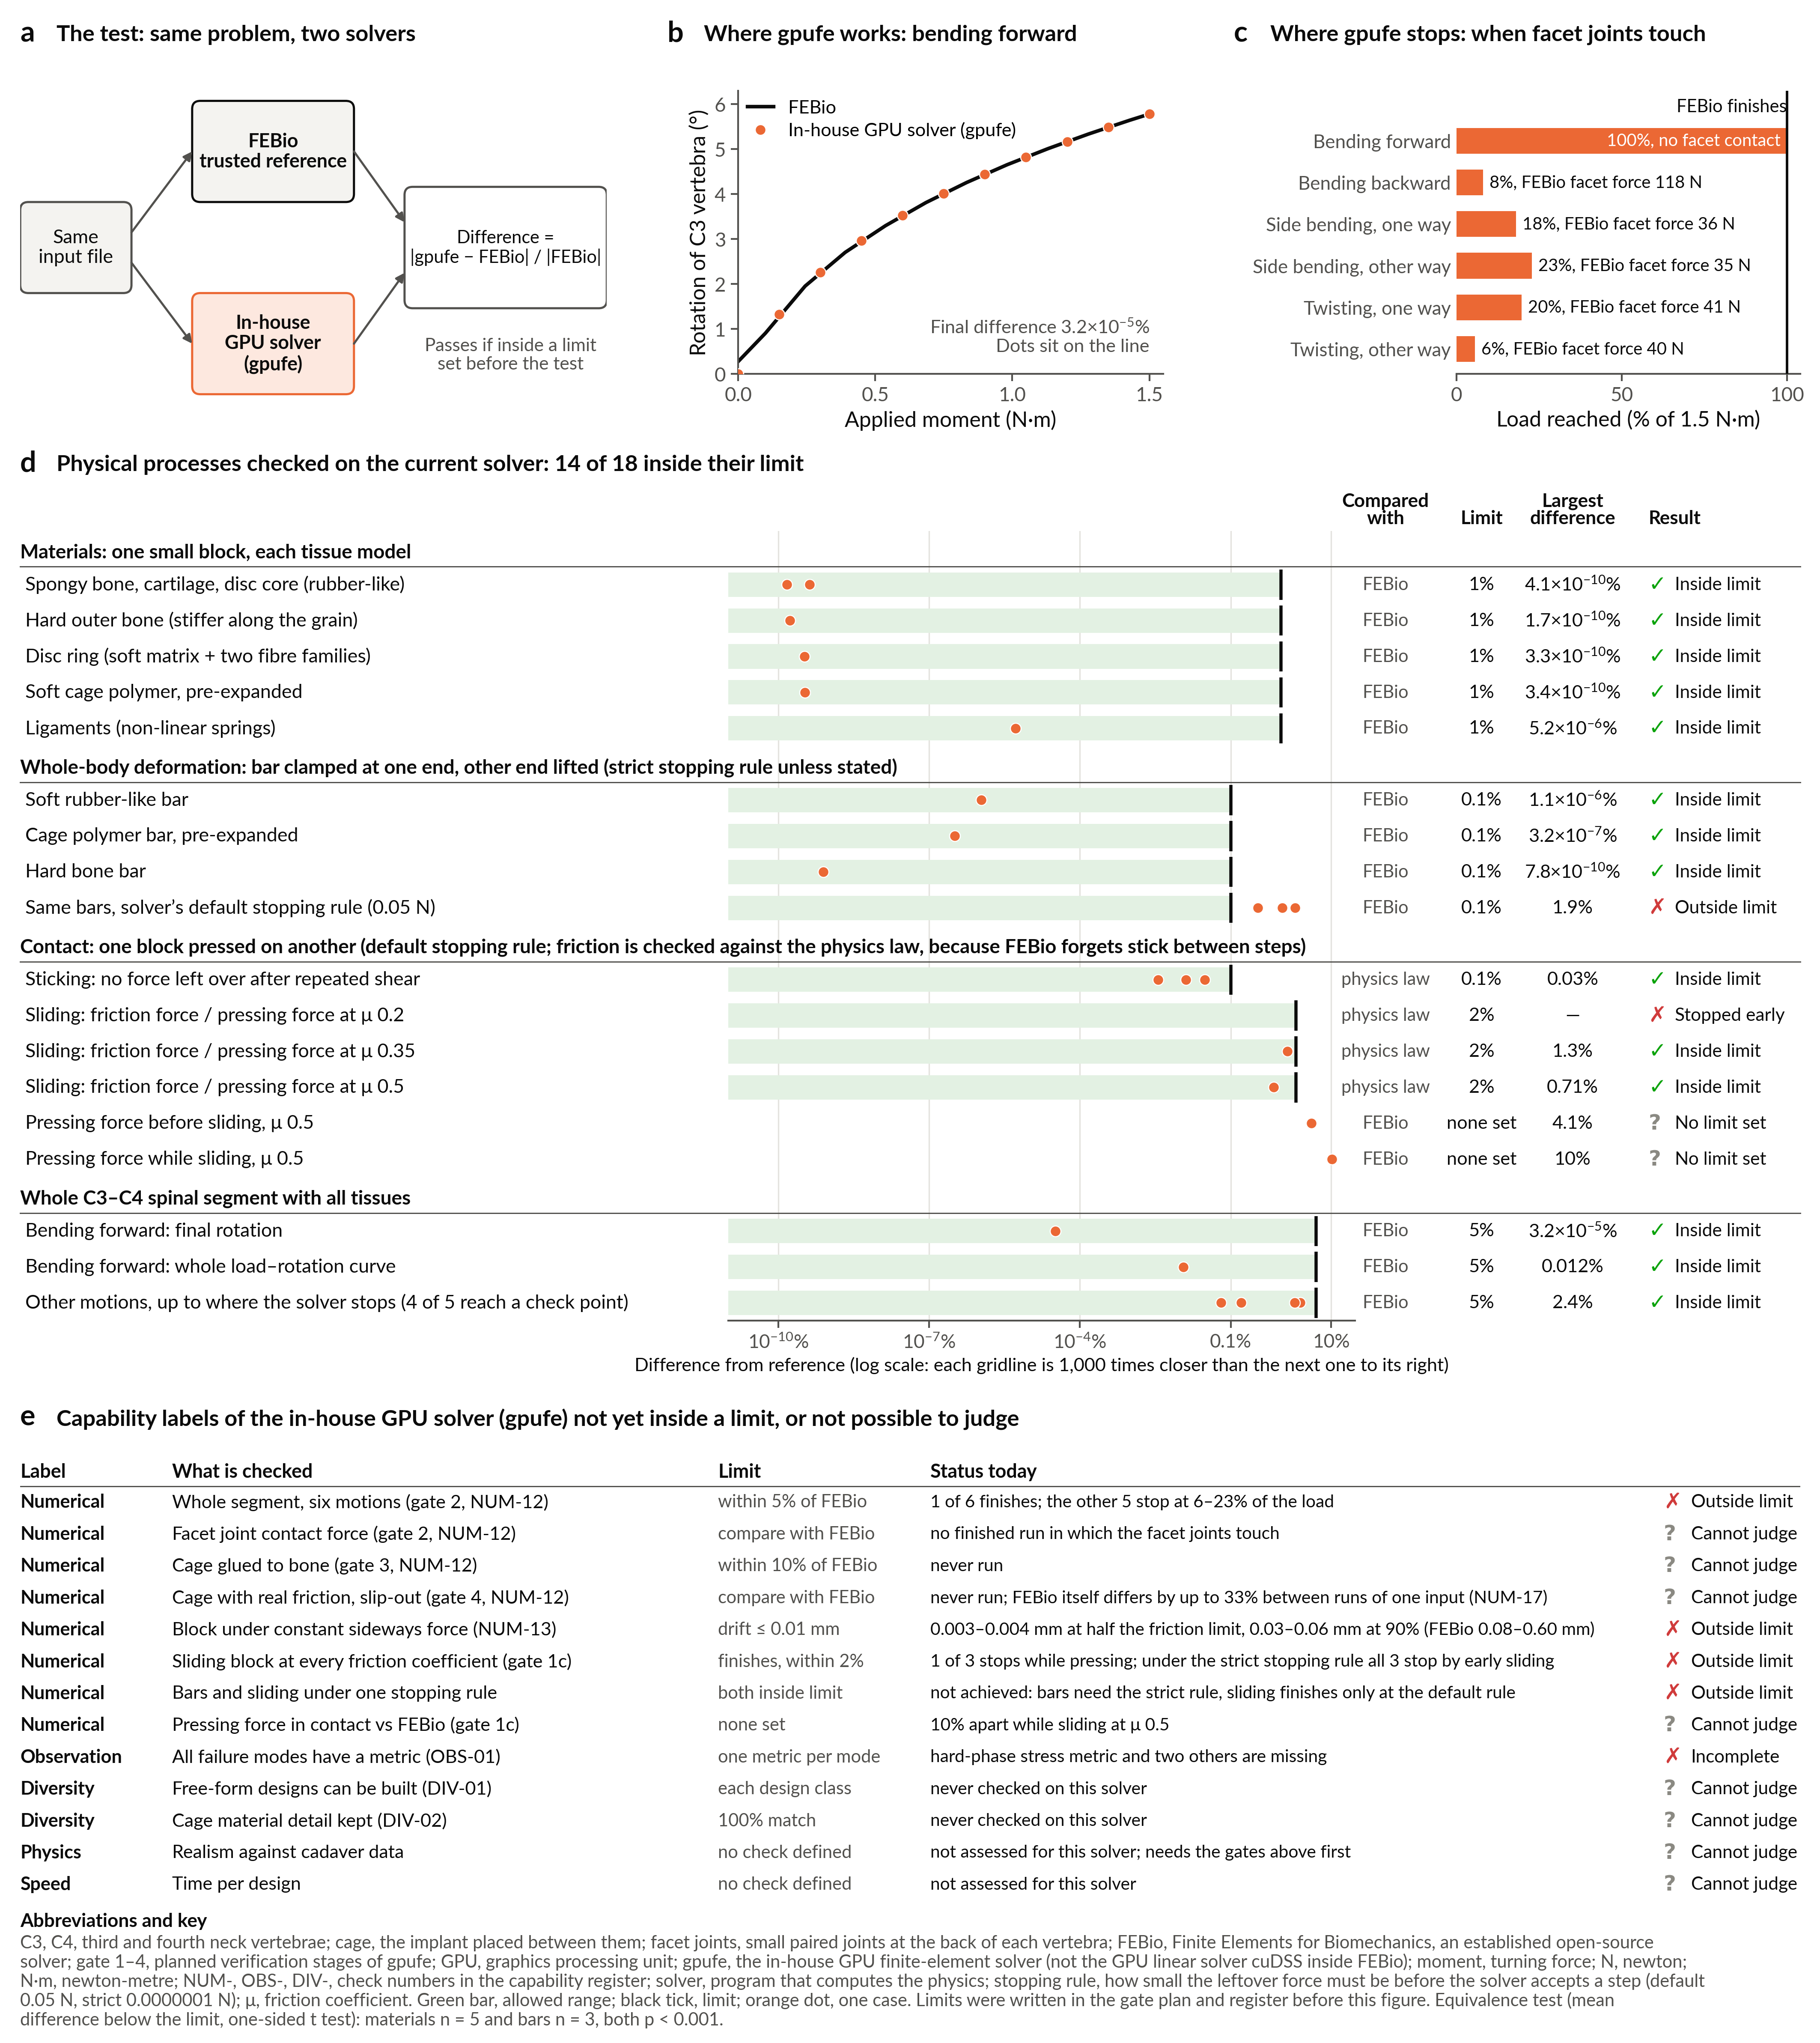 a The test: same problem, two solvers
FEBio
trusted reference
Same
input file
In-house
GPU solver
(gpufe)
Difference =
|gpufe − FEBio| / |FEBio|
Passes if inside a limit
set before the test
b Where gpufe works: bending forward
FEBio
In-house GPU solver (gpufe)
Rotation of C3 vertebra (°)
6
5
4
3
2
1
0
Final difference 3.2×10⁻⁵%
Dots sit on the line
0.0 0.5 1.0 1.5
Applied moment (N·m)
c Where gpufe stops: when facet joints touch
FEBio finishes
Bending forward 100%, no facet contact
Bending backward 8%, FEBio facet force 118 N
Side bending, one way 18%, FEBio facet force 36 N
Side bending, other way 23%, FEBio facet force 35 N
Twisting, one way 20%, FEBio facet force 41 N
Twisting, other way 6%, FEBio facet force 40 N
0 50 100
Load reached (% of 1.5 N·m)
d Physical processes checked on the current solver: 14 of 18 inside their limit
Compared with Limit Largest difference Result
Materials: one small block, each tissue model
Spongy bone, cartilage, disc core (rubber-like) FEBio 1% 4.1×10⁻¹⁰% ✓ Inside limit
Hard outer bone (stiffer along the grain) FEBio 1% 1.7×10⁻¹⁰% ✓ Inside limit
Disc ring (soft matrix + two fibre families) FEBio 1% 3.3×10⁻¹⁰% ✓ Inside limit
Soft cage polymer, pre-expanded FEBio 1% 3.4×10⁻¹⁰% ✓ Inside limit
Ligaments (non-linear springs) FEBio 1% 5.2×10⁻⁶% ✓ Inside limit
Whole-body deformation: bar clamped at one end, other end lifted (strict stopping rule unless stated)
Soft rubber-like bar FEBio 0.1% 1.1×10⁻⁶% ✓ Inside limit
Cage polymer bar, pre-expanded FEBio 0.1% 3.2×10⁻⁷% ✓ Inside limit
Hard bone bar FEBio 0.1% 7.8×10⁻¹⁰% ✓ Inside limit
Same bars, solver’s default stopping rule (0.05 N) FEBio 0.1% 1.9% ✗ Outside limit
Contact: one block pressed on another (default stopping rule; friction is checked against the physics law, because FEBio forgets stick between steps)
Sticking: no force left over after repeated shear physics law 0.1% 0.03% ✓ Inside limit
Sliding: friction force / pressing force at μ 0.2 physics law 2% — ✗ Stopped early
Sliding: friction force / pressing force at μ 0.35 physics law 2% 1.3% ✓ Inside limit
Sliding: friction force / pressing force at μ 0.5 physics law 2% 0.71% ✓ Inside limit
Pressing force before sliding, μ 0.5 FEBio none set 4.1% ? No limit set
Pressing force while sliding, μ 0.5 FEBio none set 10% ? No limit set
Whole C3–C4 spinal segment with all tissues
Bending forward: final rotation FEBio 5% 3.2×10⁻⁵% ✓ Inside limit
Bending forward: whole load–rotation curve FEBio 5% 0.012% ✓ Inside limit
Other motions, up to where the solver stops (4 of 5 reach a check point) FEBio 5% 2.4% ✓ Inside limit
10⁻¹⁰% 10⁻⁷% 10⁻⁴% 0.1% 10%
Difference from reference (log scale: each gridline is 1,000 times closer than the next one to its right)
e Capability labels of the in-house GPU solver (gpufe) not yet inside a limit, or not possible to judge
Label What is checked Limit Status today
Numerical Whole segment, six motions (gate 2, NUM-12) within 5% of FEBio 1 of 6 finishes; the other 5 stop at 6–23% of the load ✗ Outside limit
Numerical Facet joint contact force (gate 2, NUM-12) compare with FEBio no finished run in which the facet joints touch ? Cannot judge
Numerical Cage glued to bone (gate 3, NUM-12) within 10% of FEBio never run ? Cannot judge
Numerical Cage with real friction, slip-out (gate 4, NUM-12) compare with FEBio never run; FEBio itself differs by up to 33% between runs of one input (NUM-17) ? Cannot judge
Numerical Block under constant sideways force (NUM-13) drift ≤ 0.01 mm 0.003–0.004 mm at half the friction limit, 0.03–0.06 mm at 90% (FEBio 0.08–0.60 mm) ✗ Outside limit
Numerical Sliding block at every friction coefficient (gate 1c) finishes, within 2% 1 of 3 stops while pressing; under the strict stopping rule all 3 stop by early sliding ✗ Outside limit
Numerical Bars and sliding under one stopping rule both inside limit not achieved: bars need the strict rule, sliding finishes only at the default rule ✗ Outside limit
Numerical Pressing force in contact vs FEBio (gate 1c) none set 10% apart while sliding at μ 0.5 ? Cannot judge
Observation All failure modes have a metric (OBS-01) one metric per mode hard-phase stress metric and two others are missing ✗ Incomplete
Diversity Free-form designs can be built (DIV-01) each design class never checked on this solver ? Cannot judge
Diversity Cage material detail kept (DIV-02) 100% match never checked on this solver ? Cannot judge
Physics Realism against cadaver data no check defined not assessed for this solver; needs the gates above first ? Cannot judge
Speed Time per design no check defined not assessed for this solver ? Cannot judge
Abbreviations and key
C3, C4, third and fourth neck vertebrae; cage, the implant placed between them; facet joints, small paired joints at the back of each vertebra; FEBio, Finite Elements for Biomechanics, an established open-source
solver; gate 1–4, planned verification stages of gpufe; GPU, graphics processing unit; gpufe, the in-house GPU finite-element solver (not the GPU linear solver cuDSS inside FEBio); moment, turning force; N, newton;
N·m, newton-metre; NUM-, OBS-, DIV-, check numbers in the capability register; solver, program that computes the physics; stopping rule, how small the leftover force must be before the solver accepts a step (default
0.05 N, strict 0.0000001 N); μ, friction coefficient. Green bar, allowed range; black tick, limit; orange dot, one case. Limits were written in the gate plan and register before this figure. Equivalence test (mean
difference below the limit, one-sided t test): materials n = 5 and bars n = 3, both p < 0.001.